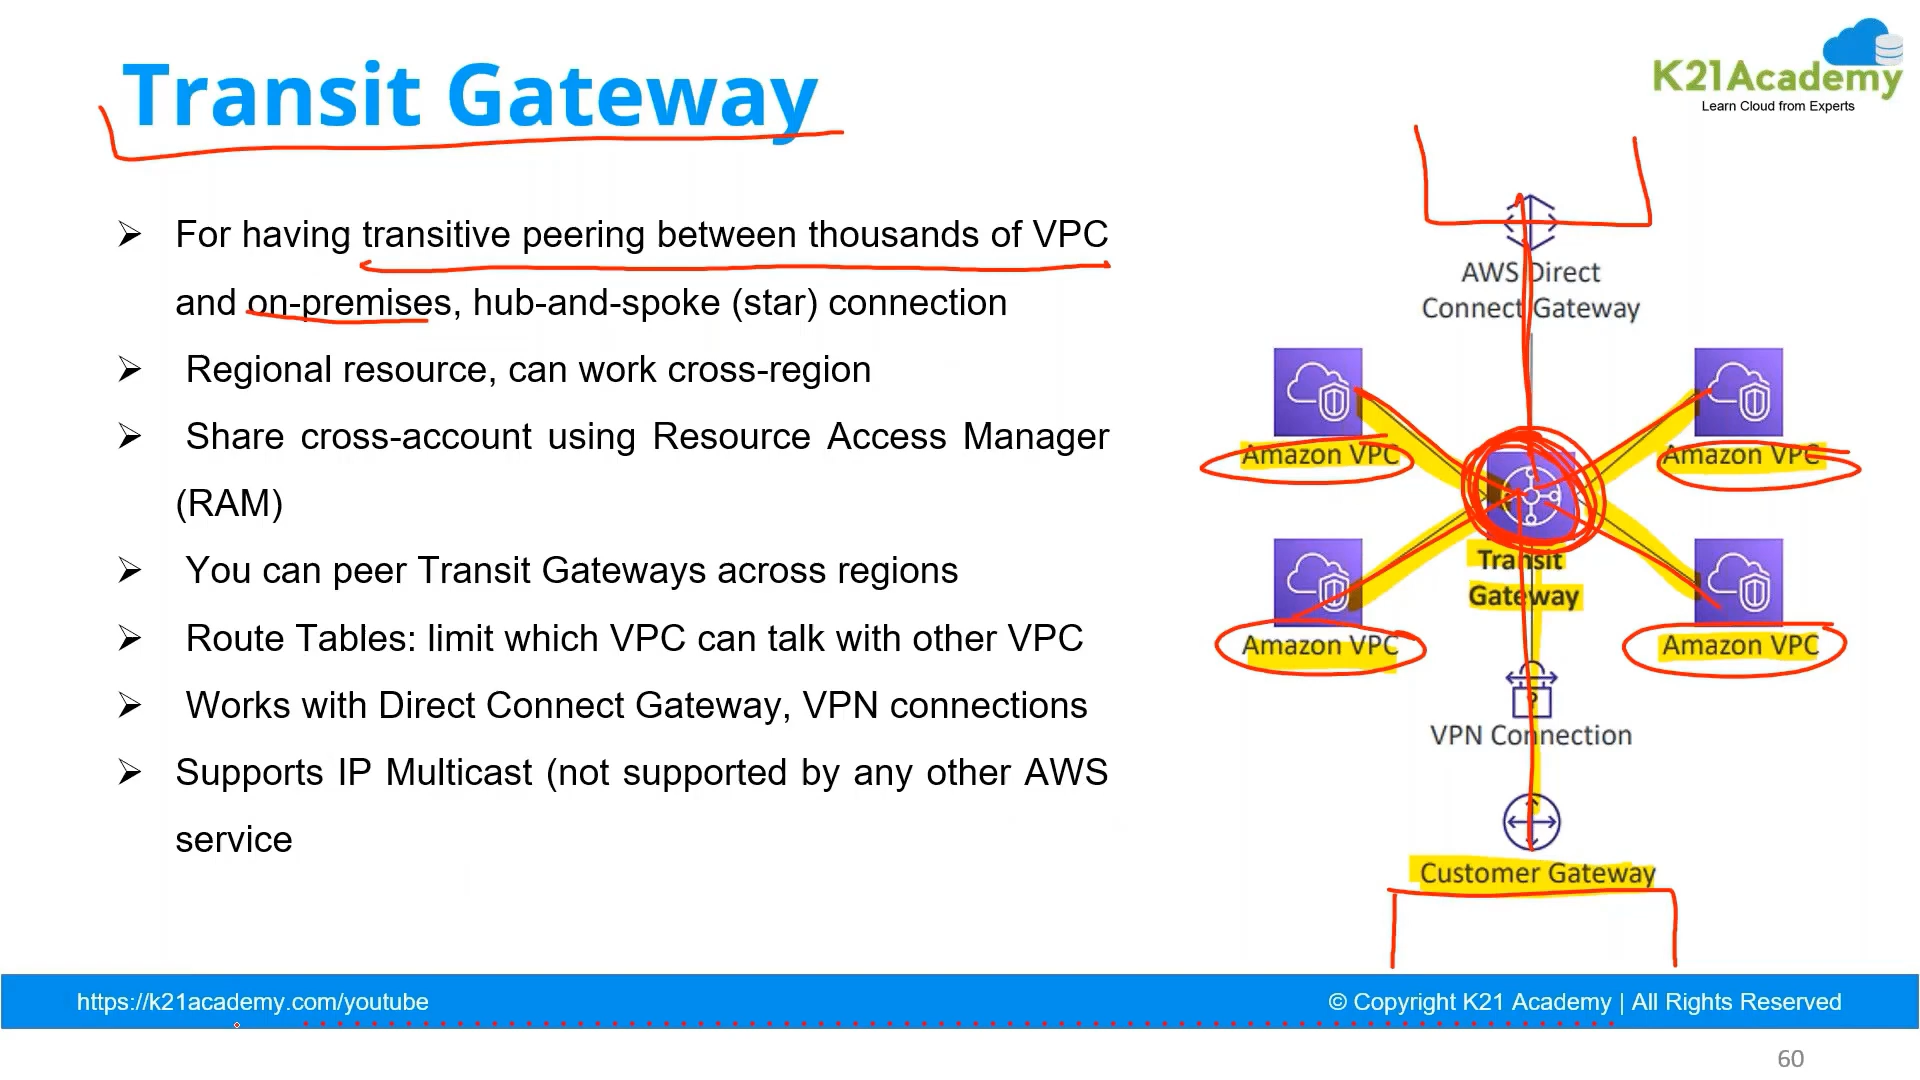 Transit Gateway
K21Academy
Learn Cloud from Experts
For having transitive peering between thousands of VPC
and on-premises, hub-and-spoke (star) connection
Regional resource, can work cross-region
Share cross-account using Resource Access Manager
(RAM)
You can peer Transit Gateways across regions
Route Tables: limit which VPC can talk with other VPC
Works with Direct Connect Gateway, VPN connections
Supports IP Multicast (not supported by any other AWS
service
AWS Direct
Connect Gateway
Amazon VPC
Amazon VPC
Transit
Gateway
Amazon VPC
Amazon VPC
VPN Connection
Customer Gateway
https://k21academy.com/youtube
© Copyright K21 Academy | All Rights Reserved
60